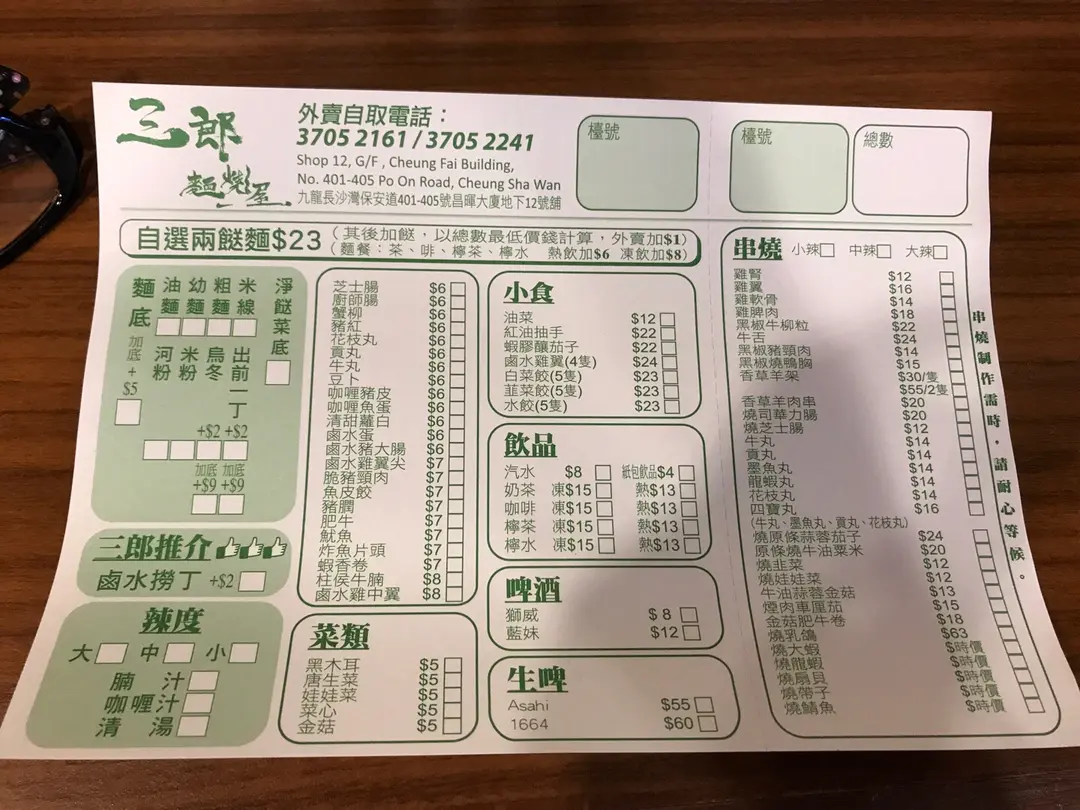 三郎
麵燒屋
外賣自取電話：
3705 2161 / 3705 2241
Shop 12, G/F , Cheung Fai Building,
No. 401-405 Po On Road, Cheung Sha Wan
九龍長沙灣保安道401-405號昌暉大廈地下12號舖
檯號
檯號
總數
自選兩餸麵$23
(其後加餸，以總數最低價錢計算，外賣加$1)
(麵餐：茶、啡、檸茶、檸水 熱飲加$6 凍飲加$8)
麵底
油麵 幼麵 粗麵 米線
淨餸菜底
加底+$5
河粉 米粉 烏冬 出前一丁
+$2 +$2
加底 加底
+$9 +$9
三郎推介
鹵水撈丁 +$2
辣度
大 中 小
腩汁
咖喱汁
清湯
芝士腸 $6
廚師腸 $6
蟹柳 $6
豬紅 $6
花枝丸 $6
貢丸 $6
牛丸 $6
豆卜 $6
咖喱豬皮 $6
咖喱魚蛋 $6
清甜蘿白 $6
鹵水蛋 $6
鹵水豬大腸 $6
鹵水雞翼尖 $7
脆豬頸肉 $7
魚皮餃 $7
豬膶 $7
肥牛 $7
魷魚 $7
炸魚片頭 $7
蝦香卷 $7
柱侯牛腩 $8
鹵水雞中翼 $8
菜類
黑木耳 $5
唐生菜 $5
娃娃菜 $5
菜心 $5
金菇 $5
小食
油菜 $12
紅油抽手 $22
蝦膠釀茄子 $22
鹵水雞翼(4隻) $24
白菜餃(5隻) $23
韮菜餃(5隻) $23
水餃(5隻) $23
飲品
汽水 $8 紙包飲品$4
奶茶 凍$15 熱$13
咖啡 凍$15 熱$13
檸茶 凍$15 熱$13
檸水 凍$15 熱$13
啤酒
獅威 $ 8
藍妹 $12
生啤
Asahi $55
1664 $60
串燒 小辣 中辣 大辣
雞腎 $12
雞翼 $16
雞軟骨 $14
雞脾肉 $18
黑椒牛柳粒 $22
牛舌 $24
黑椒豬頸肉 $14
黑椒燒鴨胸 $15
香草羊架 $30/隻
$55/2隻
香草羊肉串 $20
燒司華力腸 $20
燒芝士腸 $12
牛丸 $14
貢丸 $14
墨魚丸 $14
龍蝦丸 $14
花枝丸 $14
四寶丸 $16
(牛丸、墨魚丸、貢丸、花枝丸)
燒原條蒜蓉茄子 $24
原條燒牛油粟米 $20
燒韭菜 $12
燒娃娃菜 $12
牛油蒜蓉金菇 $13
煙肉車厘茄 $15
金菇肥牛卷 $18
燒乳鴿 $63
燒大蝦 $時價
燒龍蝦 $時價
燒扇貝 $時價
燒帶子 $時價
燒鯖魚 $時價
串燒制作需時，請耐心等候。